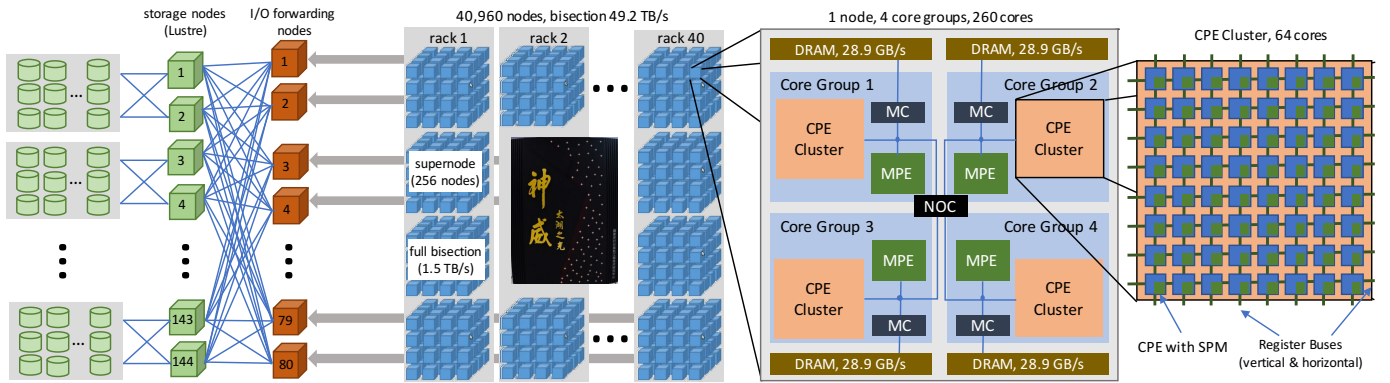 storage nodes
(Lustre)
I/O forwarding
nodes
1
2
3
4
143
144
...
...
...
1
2
3
4
79
80
40,960 nodes, bisection 49.2 TB/s
rack 1
rack 2
rack 40
supernode
(256 nodes)
full bisection
(1.5 TB/s)
神
威
太湖之光
1 node, 4 core groups, 260 cores
DRAM, 28.9 GB/s
DRAM, 28.9 GB/s
Core Group 1
MC
CPE
Cluster
MPE
Core Group 2
MC
CPE
Cluster
MPE
NOC
Core Group 3
MPE
CPE
Cluster
MC
Core Group 4
MPE
CPE
Cluster
MC
DRAM, 28.9 GB/s
DRAM, 28.9 GB/s
CPE Cluster, 64 cores
CPE with SPM
Register Buses
(vertical & horizontal)